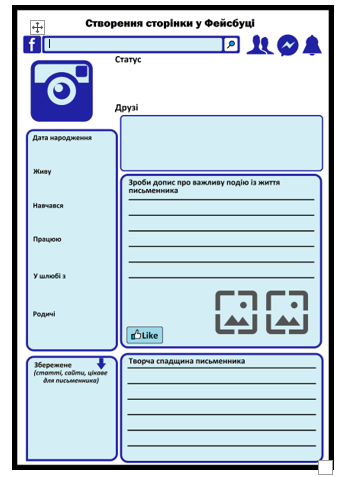 Створення сторінки у Фейсбуці
f
Статус
Друзі
Дата народження
Живу
Навчався
Працюю
У шлюбі з
Родичі
Зроби допис про важливу подію із життя
письменника
Like
Збережене
(статті, сайти, цікаве
для письменника)
Творча спадщина письменника